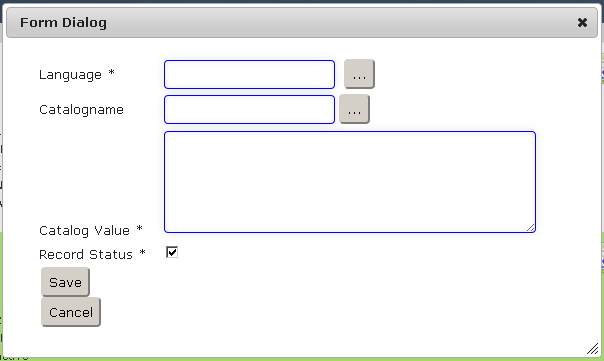 Form Dialog
Language *
...
Catalogname
...
Catalog Value *
Record Status *
Save
Cancel